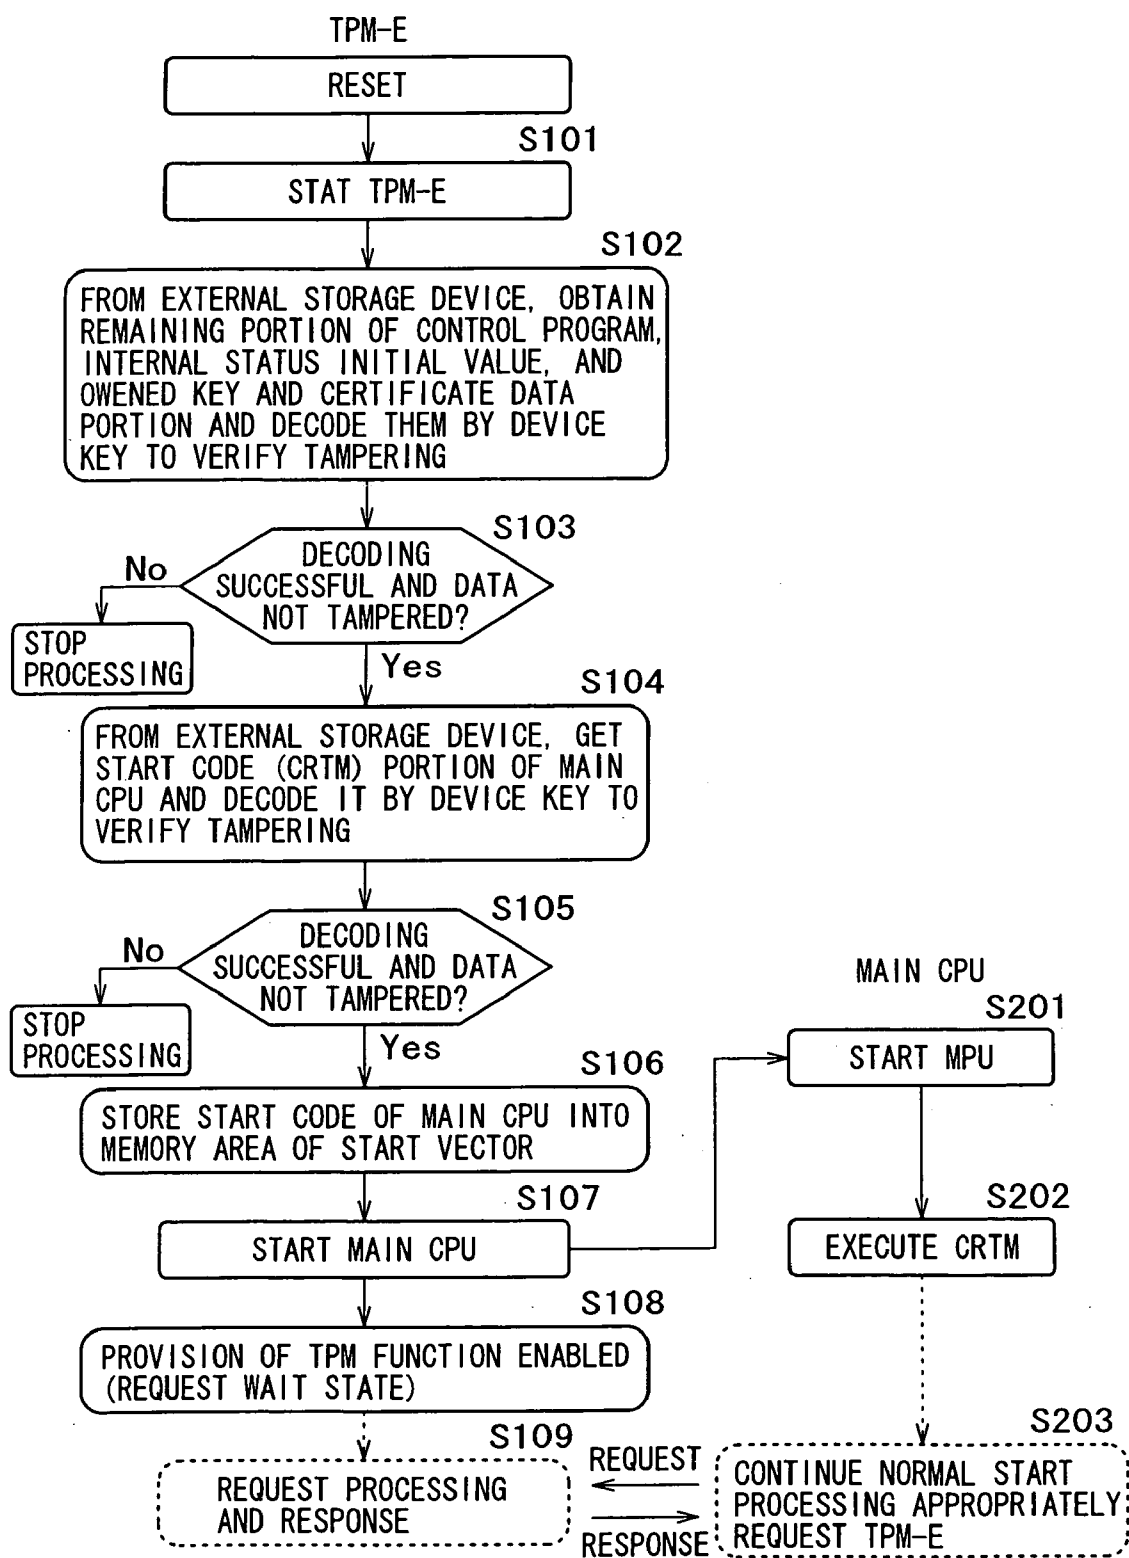 TPM-E
RESET
S101
STAT TPM-E
S102
FROM EXTERNAL STORAGE DEVICE, OBTAIN
REMAINING PORTION OF CONTROL PROGRAM,
INTERNAL STATUS INITIAL VALUE, AND
OWENED KEY AND CERTIFICATE DATA
PORTION AND DECODE THEM BY DEVICE
KEY TO VERIFY TAMPERING
S103
DECODING
SUCCESSFUL AND DATA
NOT TAMPERED?
No
STOP
PROCESSING
Yes
S104
FROM EXTERNAL STORAGE DEVICE, GET
START CODE (CRTM) PORTION OF MAIN
CPU AND DECODE IT BY DEVICE KEY TO
VERIFY TAMPERING
S105
DECODING
SUCCESSFUL AND DATA
NOT TAMPERED?
No
STOP
PROCESSING
Yes
S106
STORE START CODE OF MAIN CPU INTO
MEMORY AREA OF START VECTOR
S107
START MAIN CPU
S108
PROVISION OF TPM FUNCTION ENABLED
(REQUEST WAIT STATE)
S109
REQUEST PROCESSING
AND RESPONSE
MAIN CPU
S201
START MPU
S202
EXECUTE CRTM
S203
CONTINUE NORMAL START
PROCESSING APPROPRIATELY
REQUEST TPM-E
REQUEST
RESPONSE